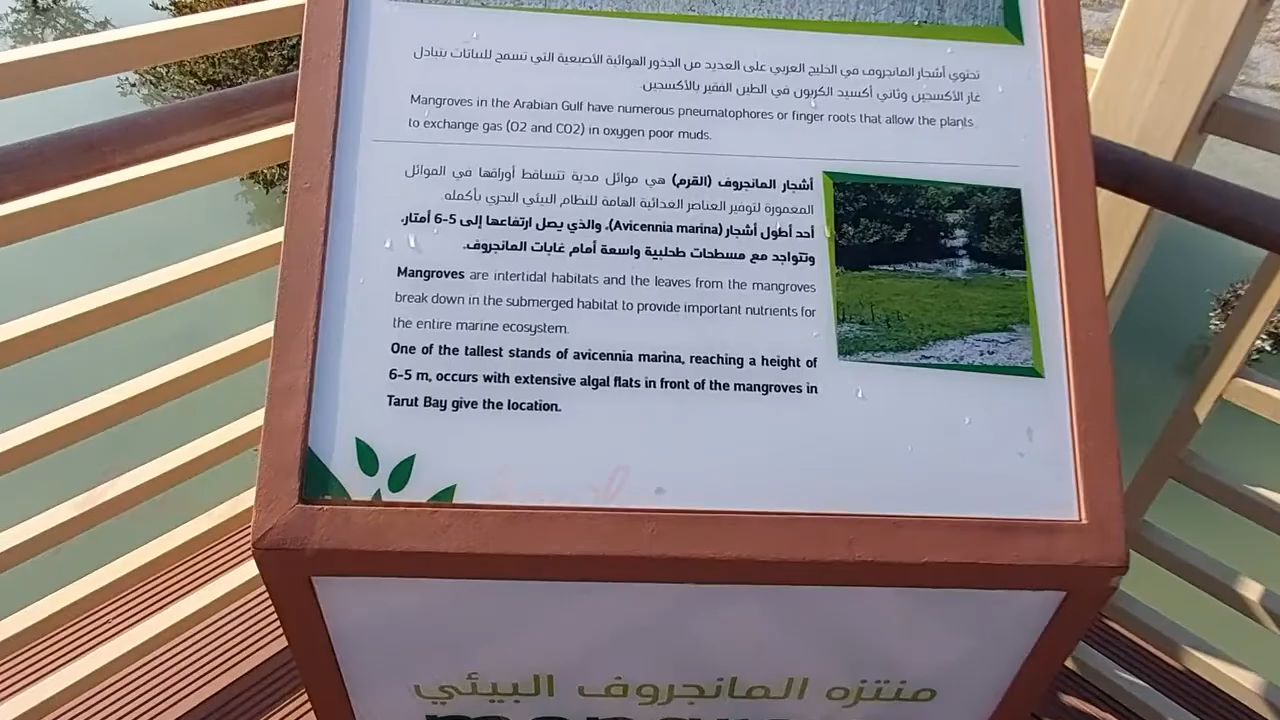 تحتوي أشجار المانجروف في الخليج العربي على العديد من الجذور الهوائية الأصبعية التي تسمح للنباتات بتبادل
غاز الأكسجين وثاني أكسيد الكربون في الطين الفقير بالأكسجين.
Mangroves in the Arabian Gulf have numerous pneumatophores or finger roots that allow the plants
to exchange gas (O2 and CO2) in oxygen poor muds.
أشجار المانجروف (القرم) هي موائل مدية تتساقط أوراقها في الموائل
المغمورة لتوفير العناصر الغذائية الهامة للنظام البيئي البحري بأكمله.
أحد أطول أشجار (Avicennia marina)، والذي يصل ارتفاعها إلى 5-6 أمتار،
وتتواجد مع مسطحات طحلبية واسعة أمام غابات المانجروف.
Mangroves are intertidal habitats and the leaves from the mangroves
break down in the submerged habitat to provide important nutrients for
the entire marine ecosystem.
One of the tallest stands of avicennia marina, reaching a height of
6-5 m, occurs with extensive algal flats in front of the mangroves in
Tarut Bay give the location.
منتزه المانجروف البيئي